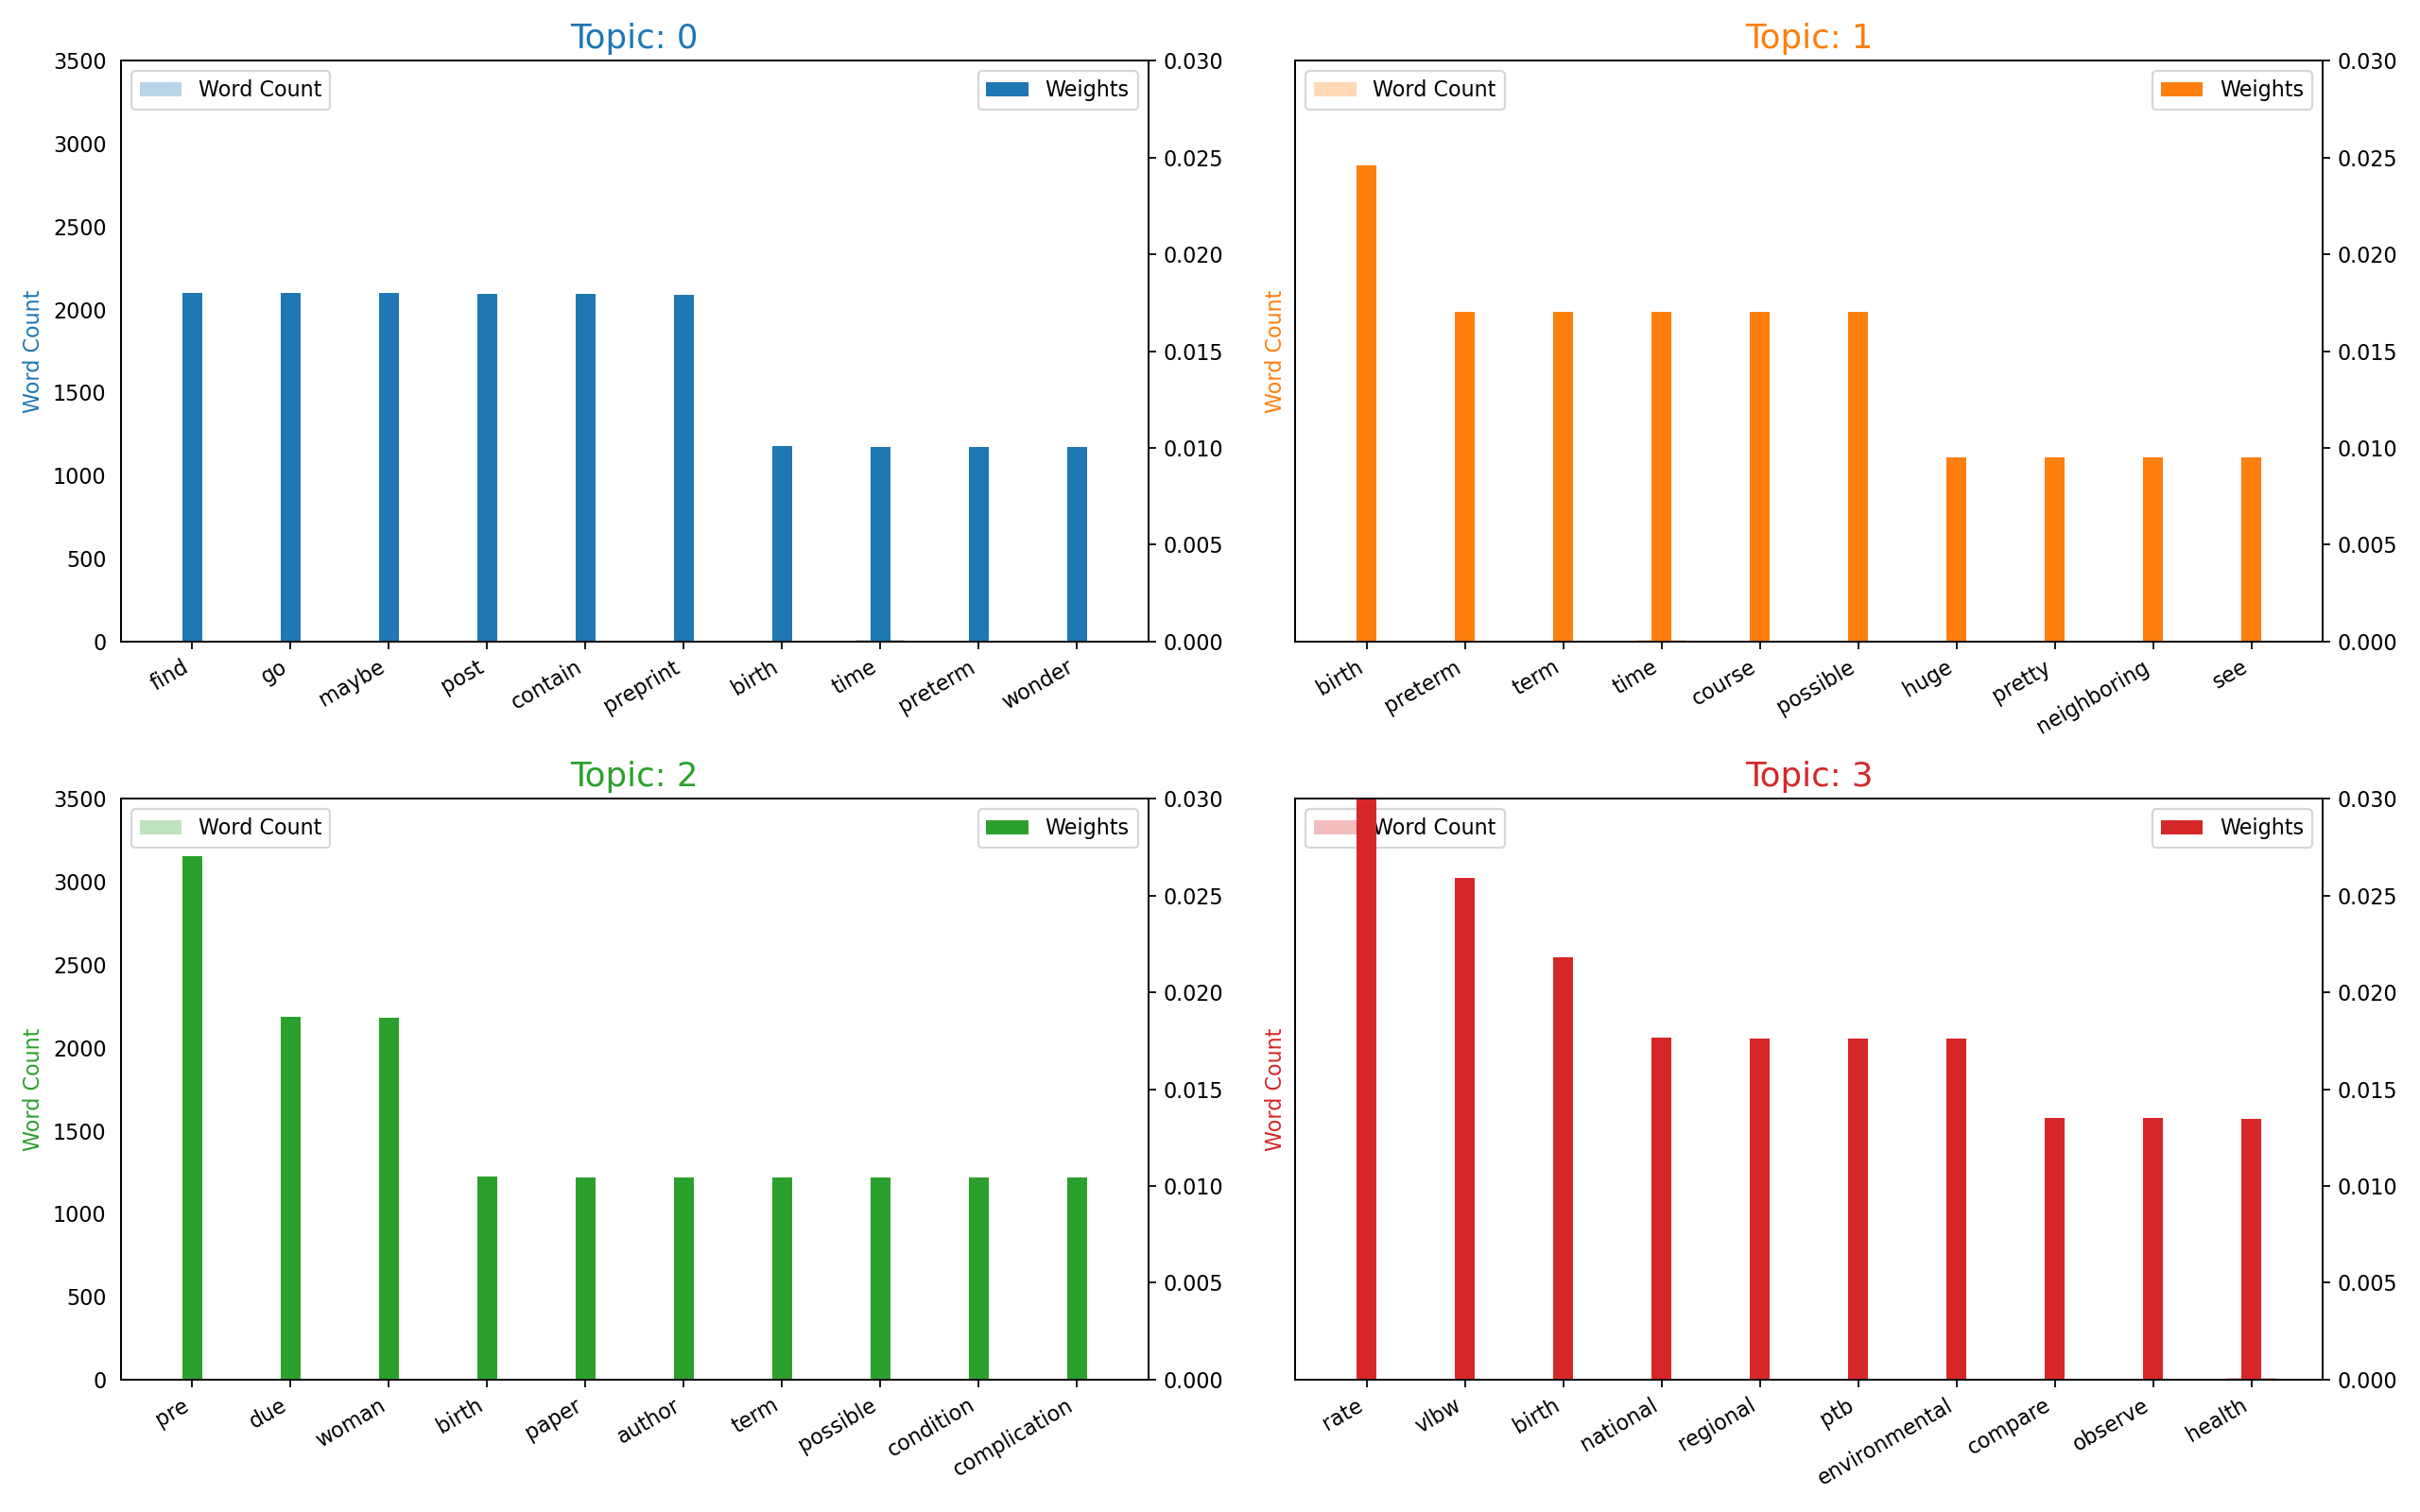 Topic: 0
Word Count
Weights
Word Count
3500
3000
2500
2000
1500
1000
500
0
0.030
0.025
0.020
0.015
0.010
0.005
0.000
find
go
maybe
post
contain
preprint
birth
time
preterm
wonder
Topic: 1
Word Count
Weights
Word Count
0.030
0.025
0.020
0.015
0.010
0.005
0.000
birth
preterm
term
time
course
possible
huge
pretty
neighboring
see
Topic: 2
Word Count
Weights
Word Count
3500
3000
2500
2000
1500
1000
500
0
0.030
0.025
0.020
0.015
0.010
0.005
0.000
pre
due
woman
birth
paper
author
term
possible
condition
complication
Topic: 3
Word Count
Weights
Word Count
0.030
0.025
0.020
0.015
0.010
0.005
0.000
rate
vlbw
birth
national
regional
ptb
environmental
compare
observe
health